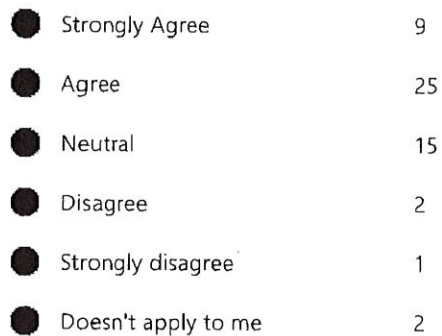 Strongly Agree 9
Agree 25
Neutral 15
Disagree 2
Strongly disagree 1
Doesn't apply to me 2